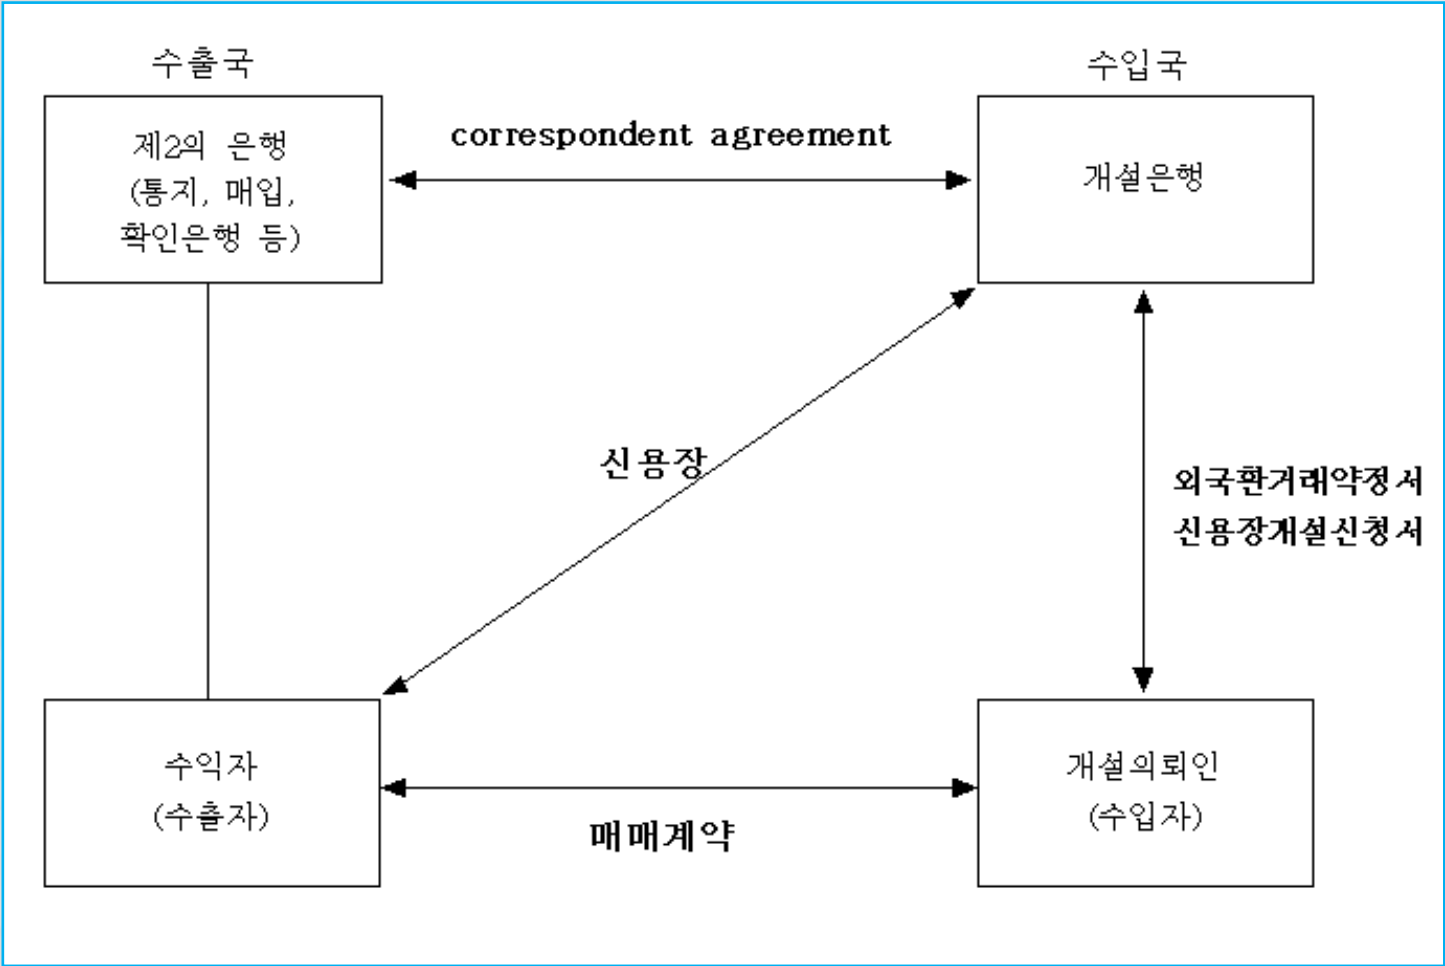 수출국
수입국
제2의 은행
(통지, 매입,
확인은행 등)
correspondent agreement
개설은행
신용장
외국환거래약정서
신용장개설신청서
수익자
(수출자)
매매계약
개설의뢰인
(수입자)